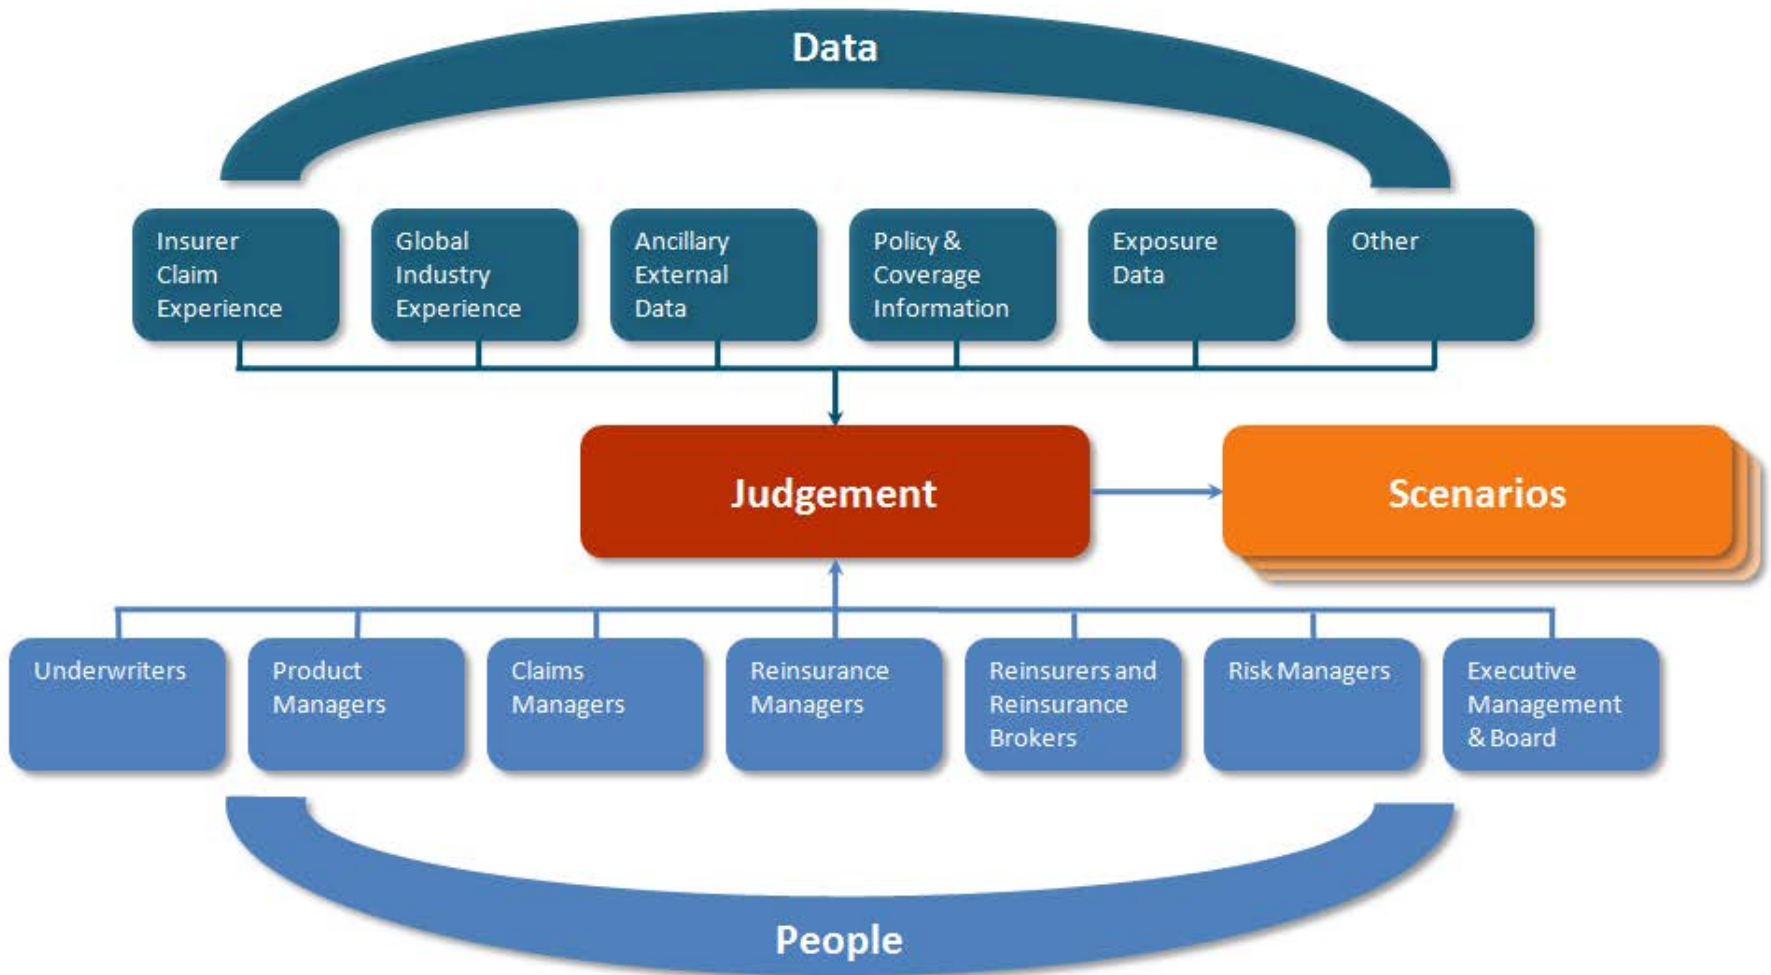 Data
Insurer
Claim
Experience
Global
Industry
Experience
Ancillary
External
Data
Policy &
Coverage
Information
Exposure
Data
Other
Judgement
Scenarios
Underwriters
Product
Managers
Claims
Managers
Reinsurance
Managers
Reinsurers and
Reinsurance
Brokers
Risk Managers
Executive
Management
& Board
People